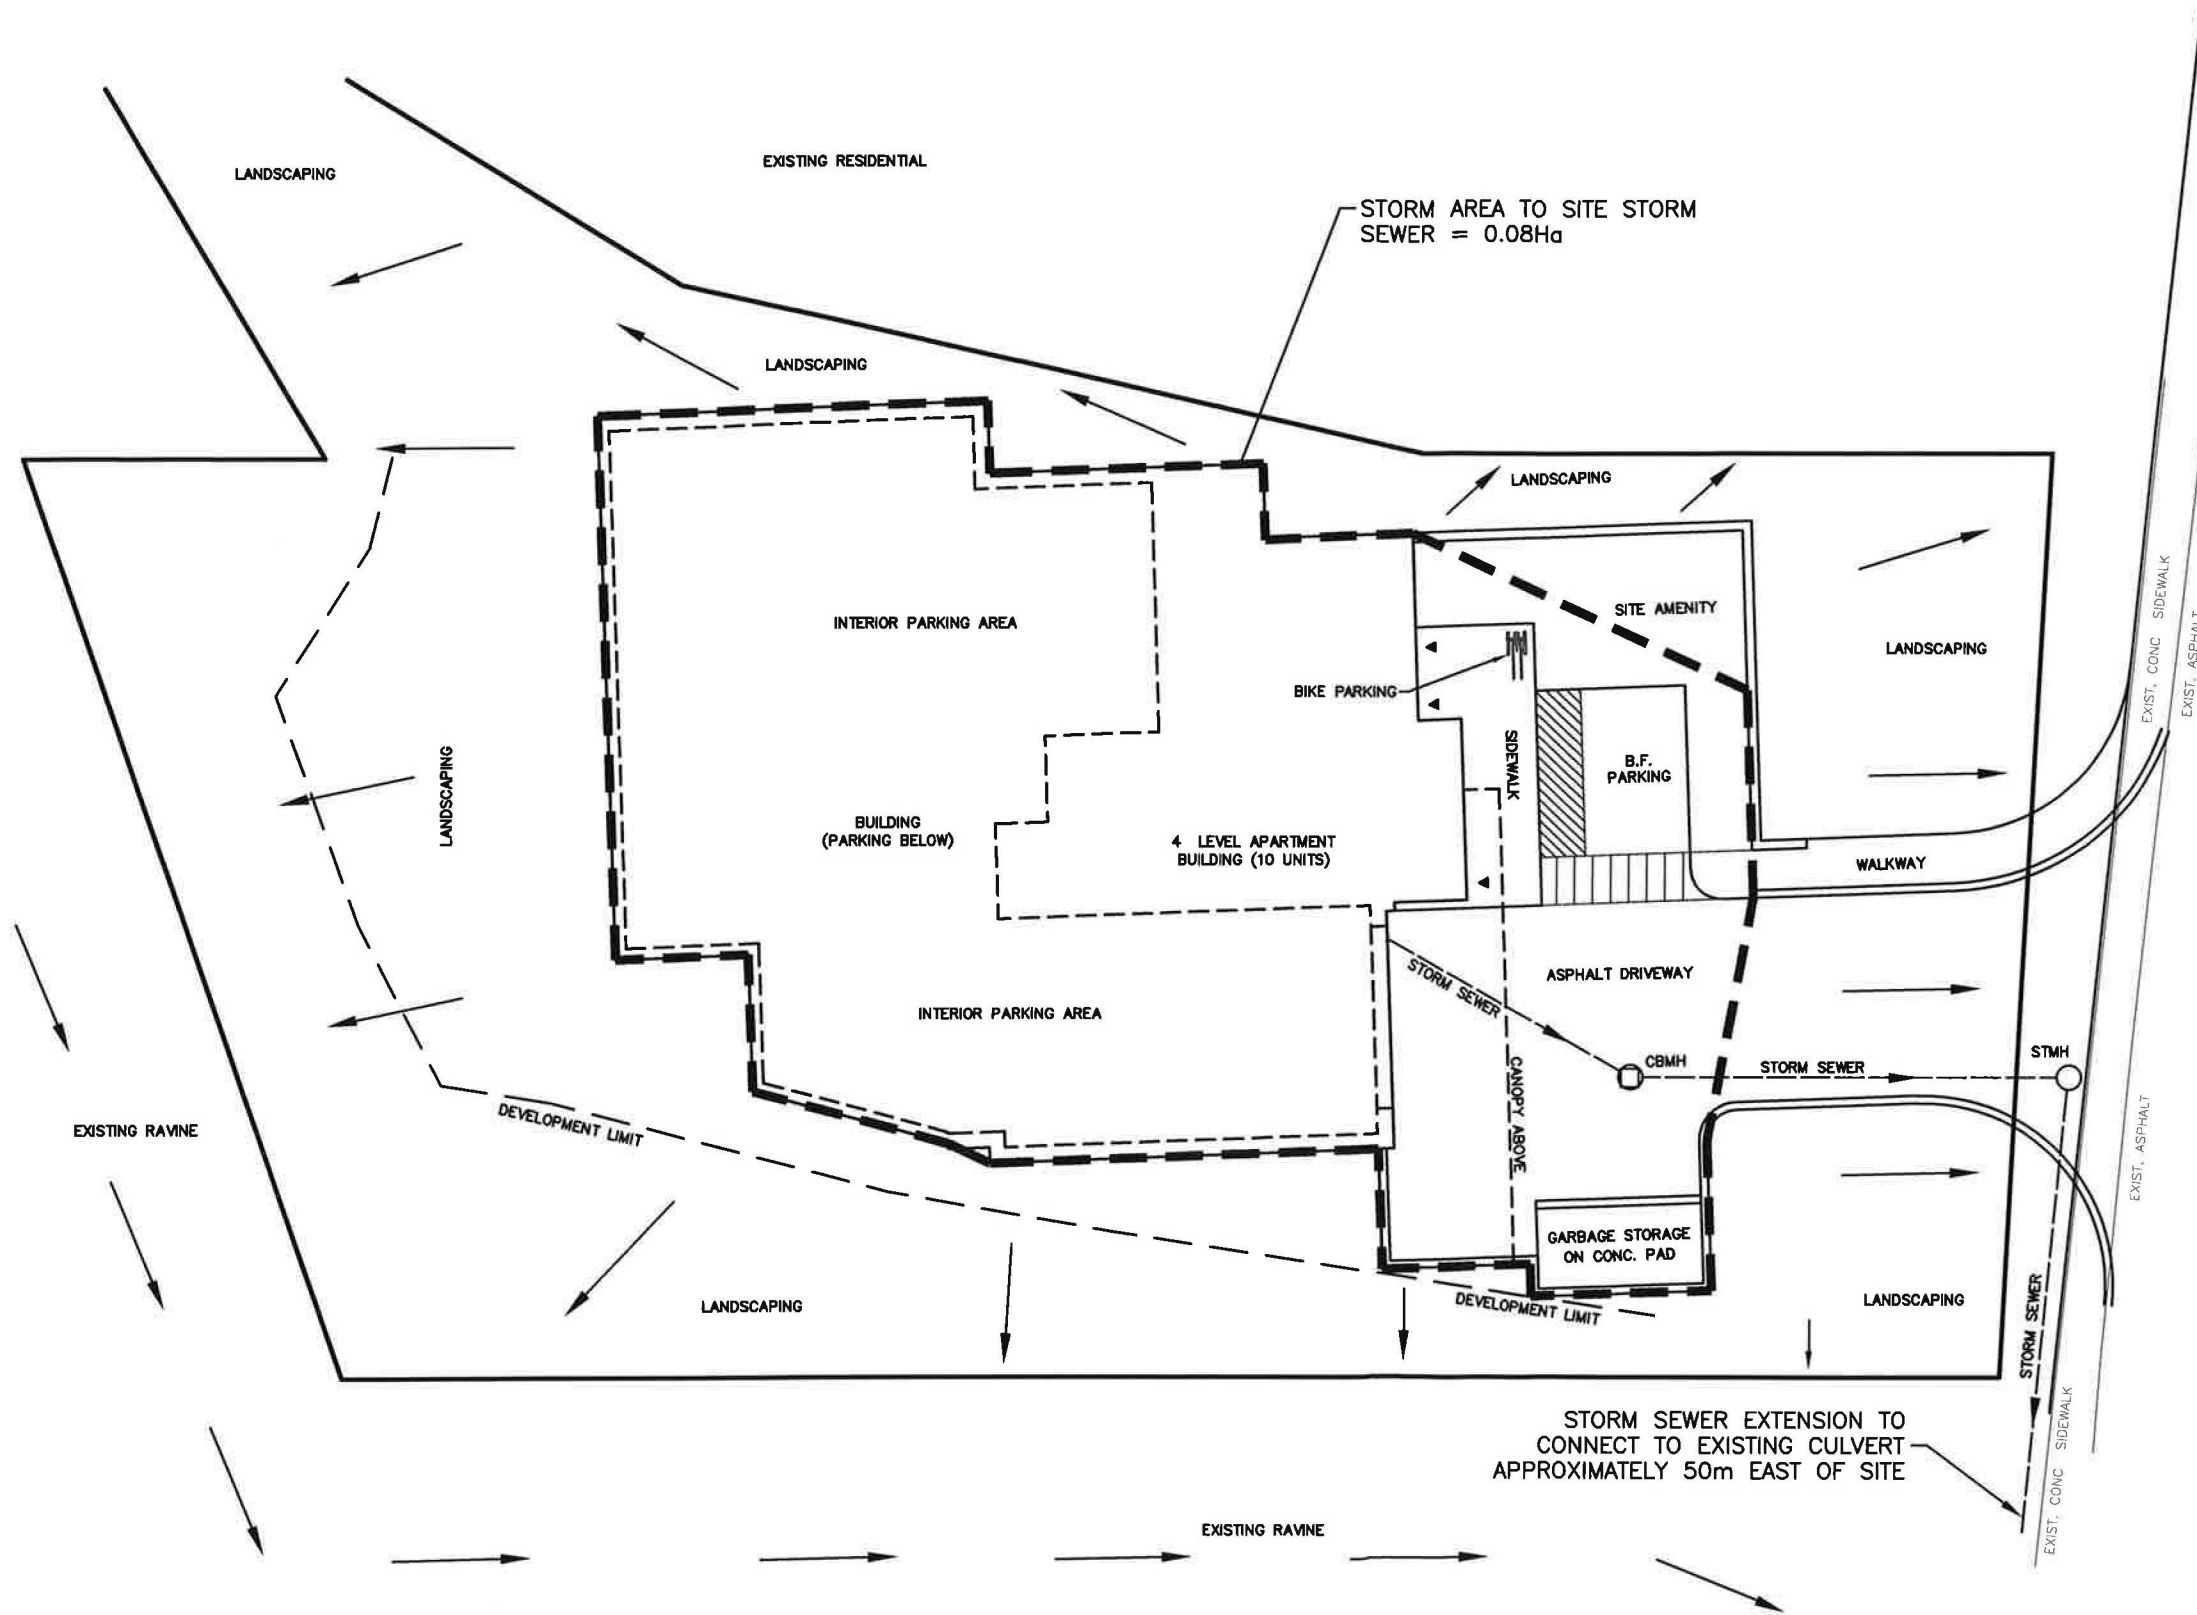 LANDSCAPING
EXISTING RESIDENTIAL
STORM AREA TO SITE STORM
SEWER = 0.08Ha
LANDSCAPING
LANDSCAPING
EXIST. CONC SIDEWALK
EXIST. ASPHALT
INTERIOR PARKING AREA
SITE AMENITY
LANDSCAPING
BIKE PARKING
SIDEWALK
B.F.
PARKING
LANDSCAPING
BUILDING
(PARKING BELOW)
4 LEVEL APARTMENT
BUILDING (10 UNITS)
WALKWAY
STORM SEWER
ASPHALT DRIVEWAY
INTERIOR PARKING AREA
CBMH
STORM SEWER
STMH
CANOPY ABOVE
EXISTING RAVINE
DEVELOPMENT LIMIT
EXIST. ASPHALT
GARBAGE STORAGE
ON CONC. PAD
LANDSCAPING
DEVELOPMENT LIMIT
LANDSCAPING
STORM SEWER
STORM SEWER EXTENSION TO
CONNECT TO EXISTING CULVERT
APPROXIMATELY 50m EAST OF SITE
EXIST. CONC SIDEWALK
EXISTING RAVINE